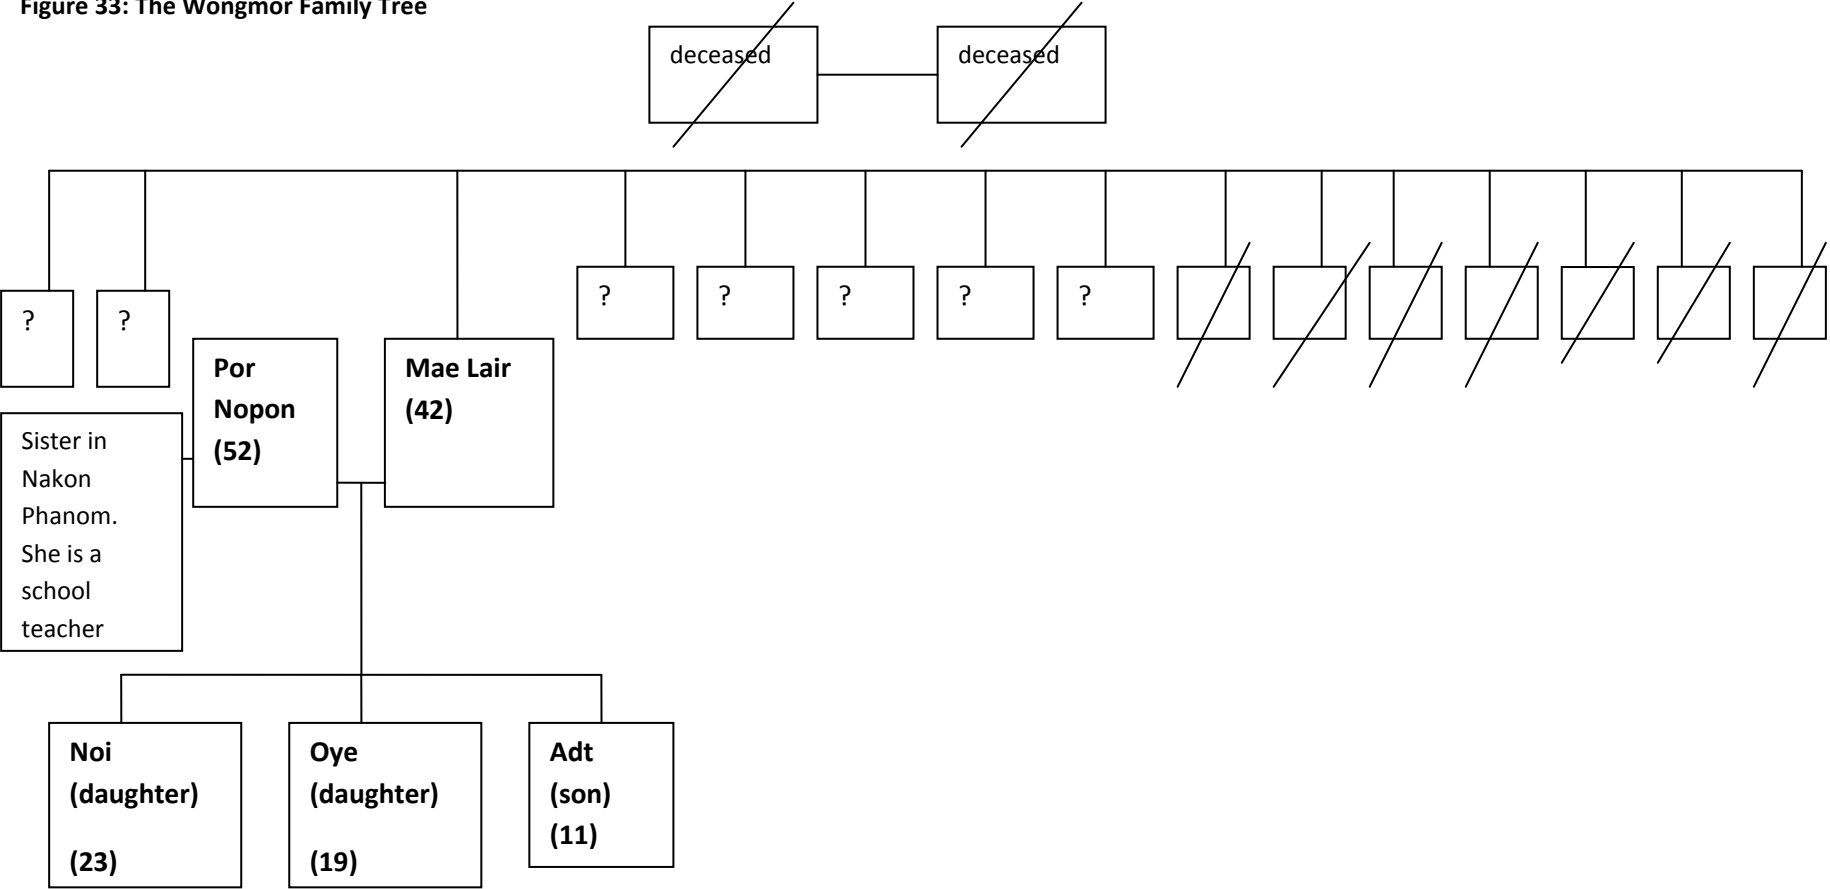 Figure 33: The Wongmor Family Tree
deceased
deceased
?
?
?
?
?
?
?
Por
Nopon
(52)
Mae Lair
(42)
Sister in
Nakon
Phanom.
She is a
school
teacher
Noi
(daughter)
(23)
Oye
(daughter)
(19)
Adt
(son)
(11)